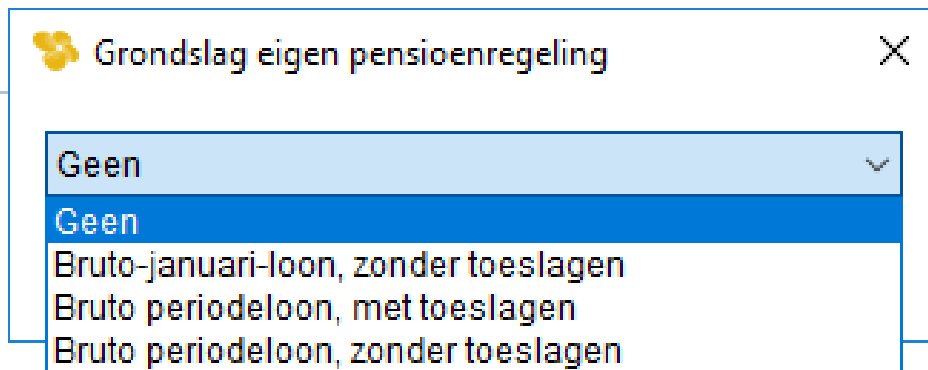 Grondslag eigen pensioenregeling
Geen
Geen
Bruto-januari-loon, zonder toeslagen
Bruto periodeloon, met toeslagen
Bruto periodeloon, zonder toeslagen